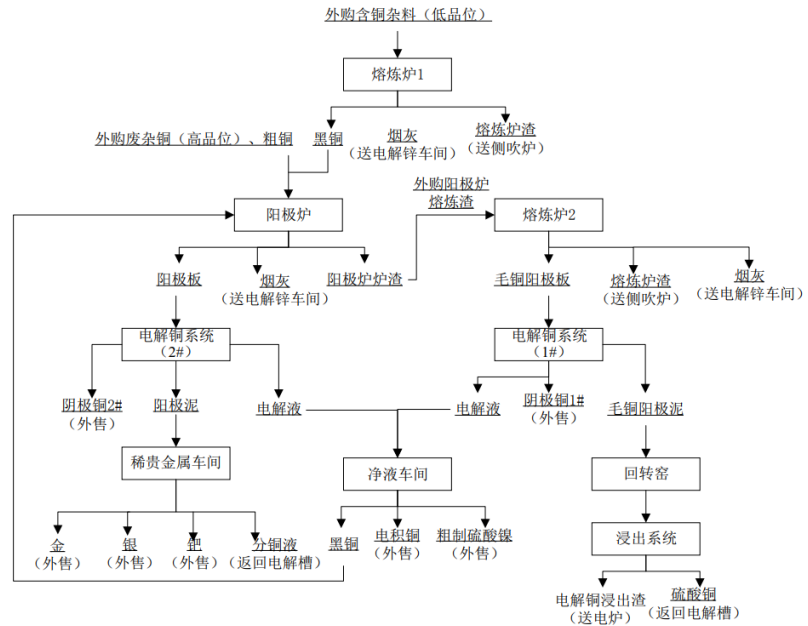 外购含铜杂料（低品位）
熔炼炉1
外购废杂铜（高品位）、粗铜
黑铜
烟灰
（送电解锌车间）
熔炼炉渣
（送侧吹炉）
外购阳极炉
熔炼渣
阳极炉
熔炼炉2
阳极板
烟灰
（送电解锌车间）
阳极炉炉渣
毛铜阳极板
熔炼炉渣
（送侧吹炉）
烟灰
（送电解锌车间）
电解铜系统
（2#）
电解铜系统
（1#）
阴极铜2#
（外售）
阳极泥
电解液
电解液
阴极铜1#
（外售）
毛铜阳极泥
稀贵金属车间
净液车间
回转窑
金
（外售）
银
（外售）
钯
（外售）
分铜液
（返回电解槽）
黑铜
电积铜
（外售）
粗制硫酸镍
（外售）
浸出系统
电解铜浸出渣
（送电炉）
硫酸铜
（返回电解槽）